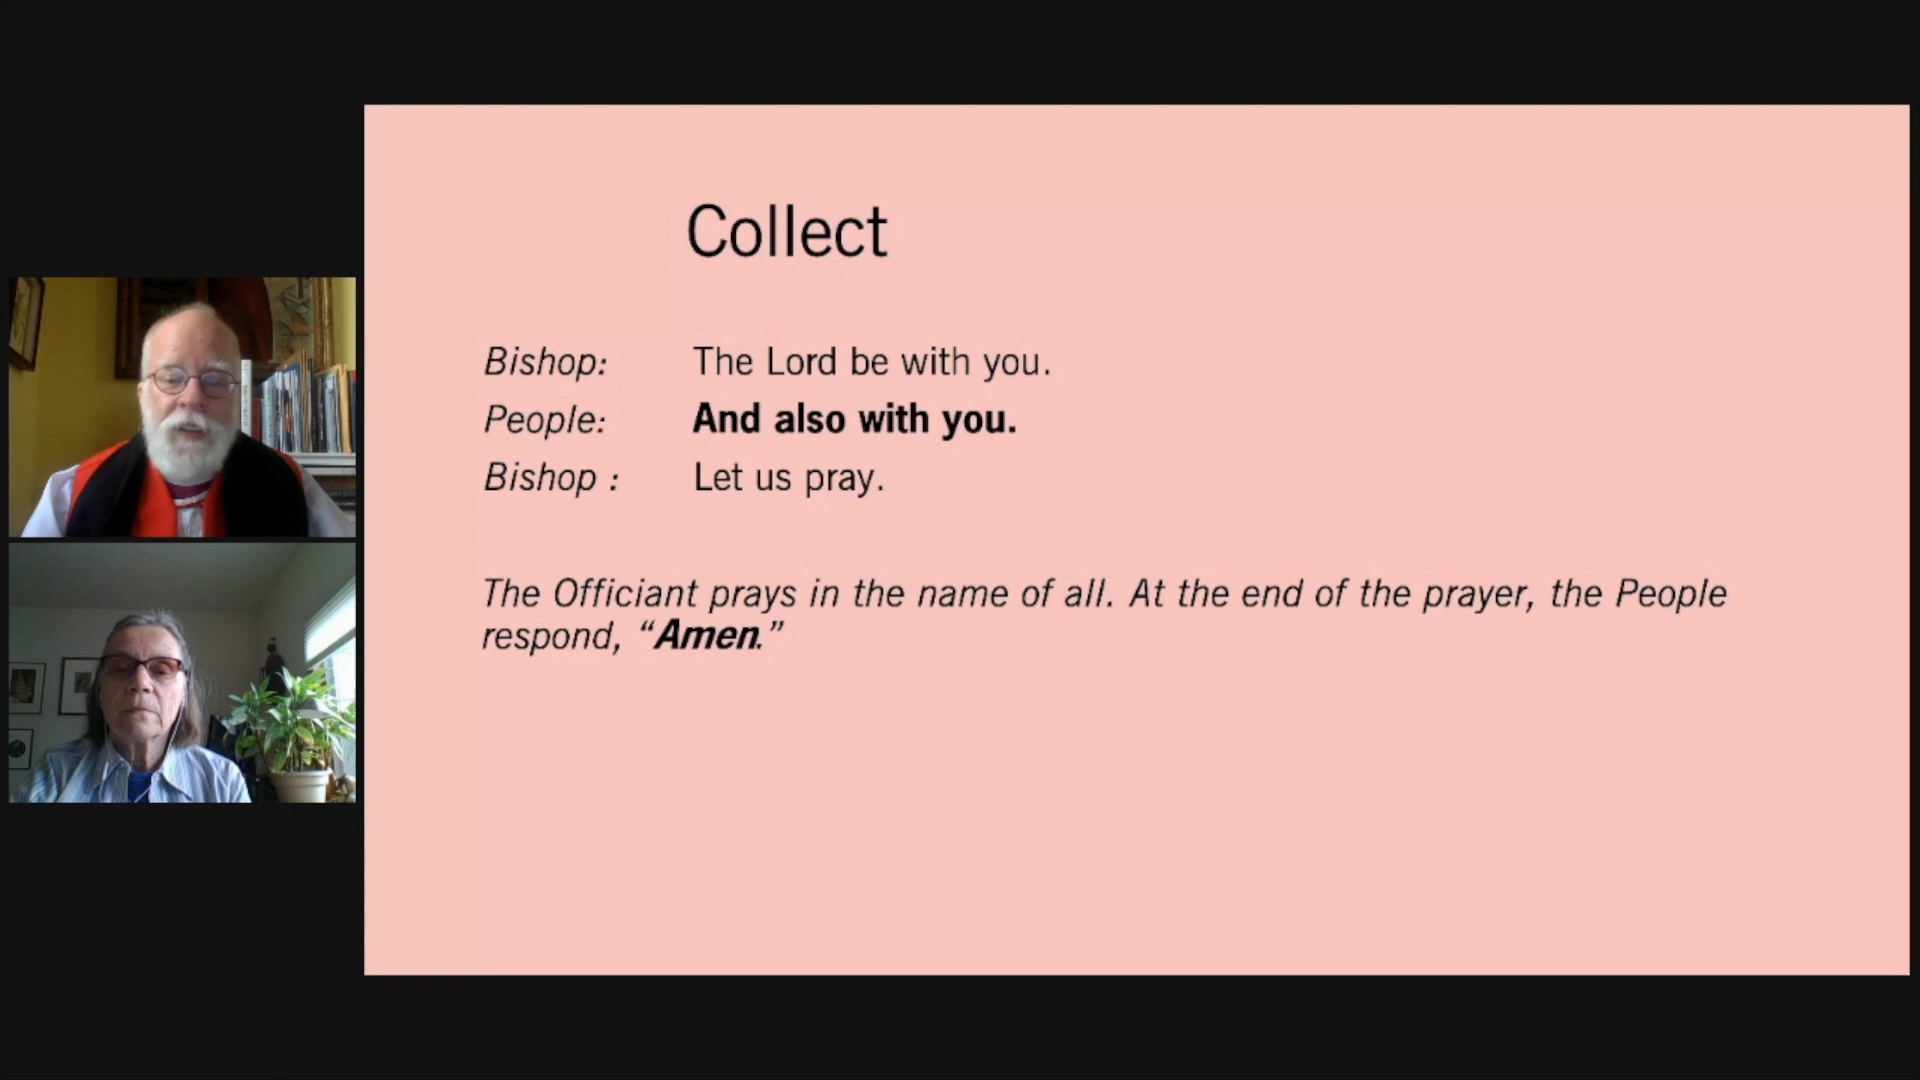 Collect
Bishop: The Lord be with you.
People: And also with you.
Bishop : Let us pray.
The Officiant prays in the name of all. At the end of the prayer, the People
respond, “Amen.”